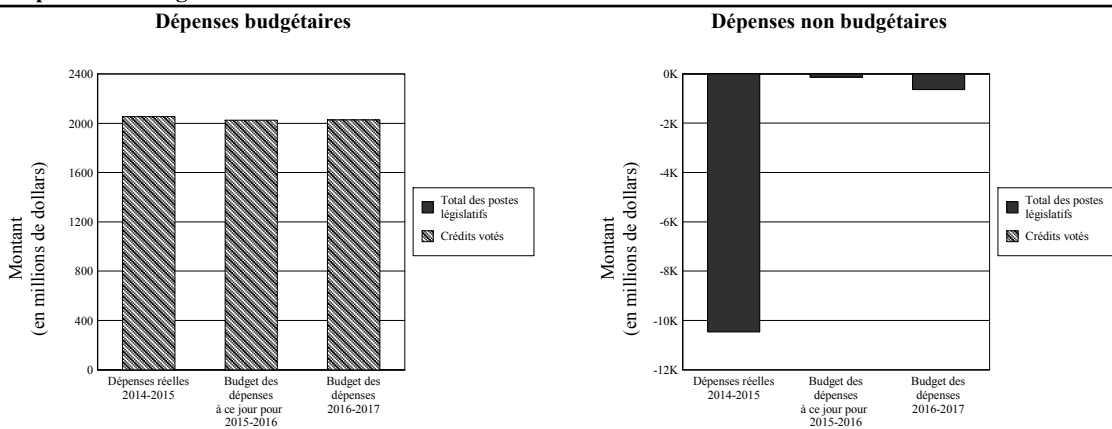 Dépenses budgétaires
Montant
(en millions de dollars)
2400
2000
1600
1200
800
400
0
Dépenses réelles
2014-2015
Budget des
dépenses
à ce jour pour
2015-2016
Budget des
dépenses
2016-2017
Total des postes
législatifs
Crédits votés
Dépenses non budgétaires
Montant
(en millions de dollars)
0K
-2K
-4K
-6K
-8K
-10K
-12K
Dépenses réelles
2014-2015
Budget des
dépenses
à ce jour pour
2015-2016
Budget des
dépenses
2016-2017
Total des postes
législatifs
Crédits votés